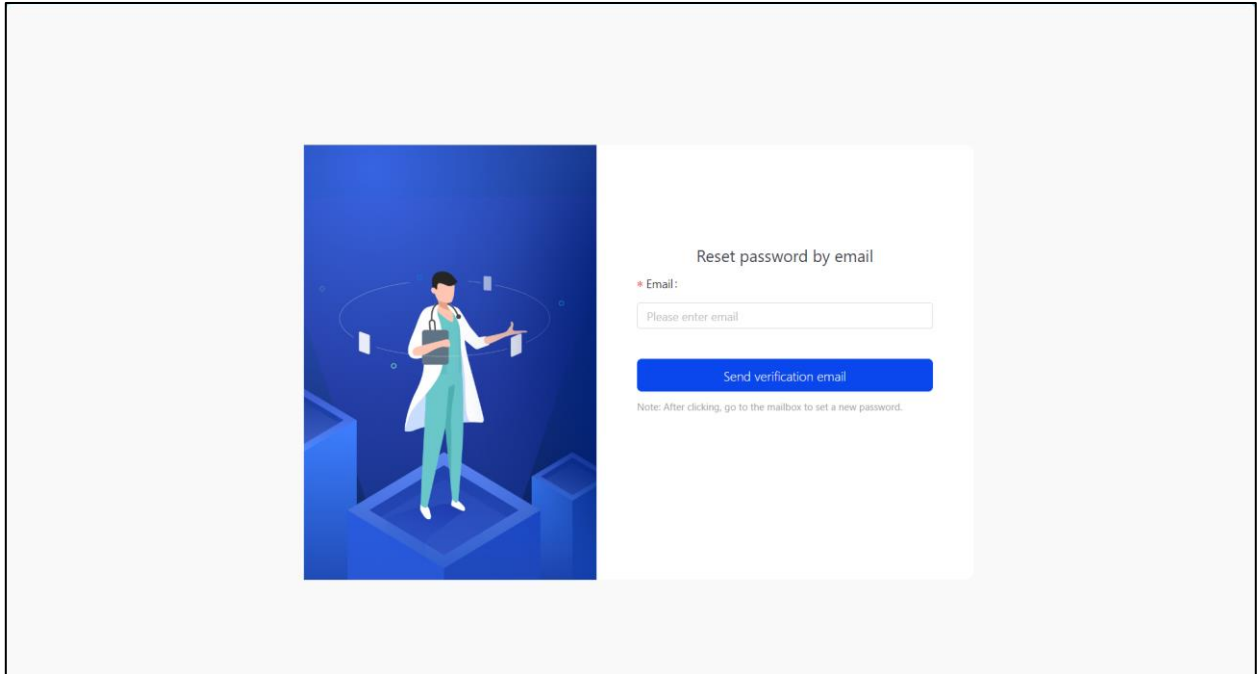 Reset password by email
* Email:
Please enter email
Send verification email
Note: After clicking, go to the mailbox to set a new password.